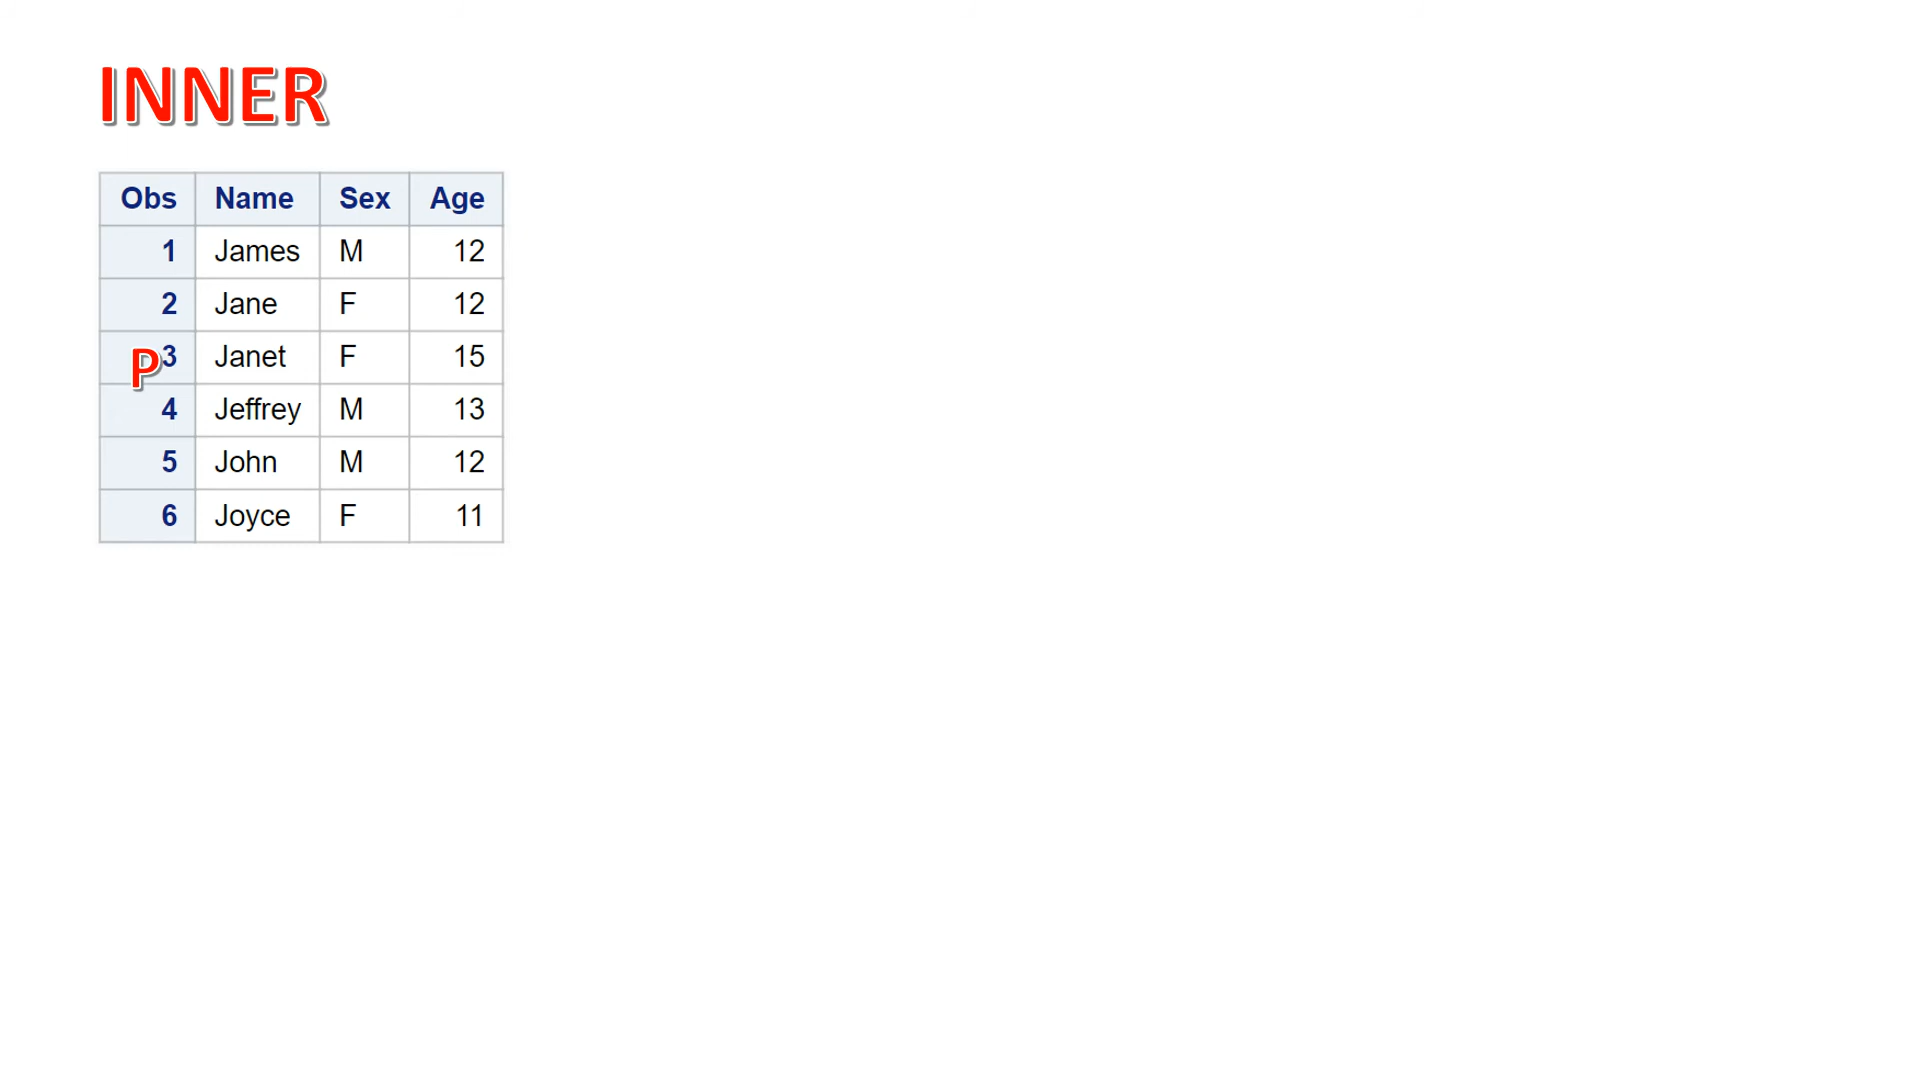 INNER
Obs Name Sex Age
1 James M 12
2 Jane F 12
P3 Janet F 15
4 Jeffrey M 13
5 John M 12
6 Joyce F 11